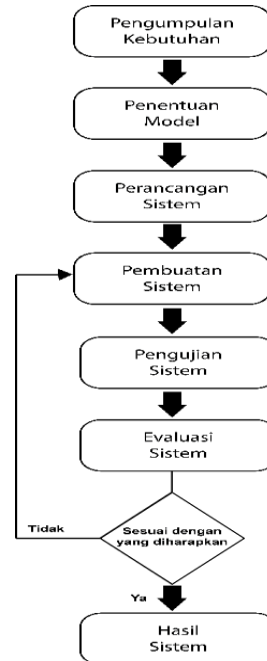 Pengumpulan
Kebutuhan
Penentuan
Model
Perancangan
Sistem
Pembuatan
Sistem
Pengujian
Sistem
Evaluasi
Sistem
Sesuai dengan
yang diharapkan
Tidak
Ya
Hasil
Sistem